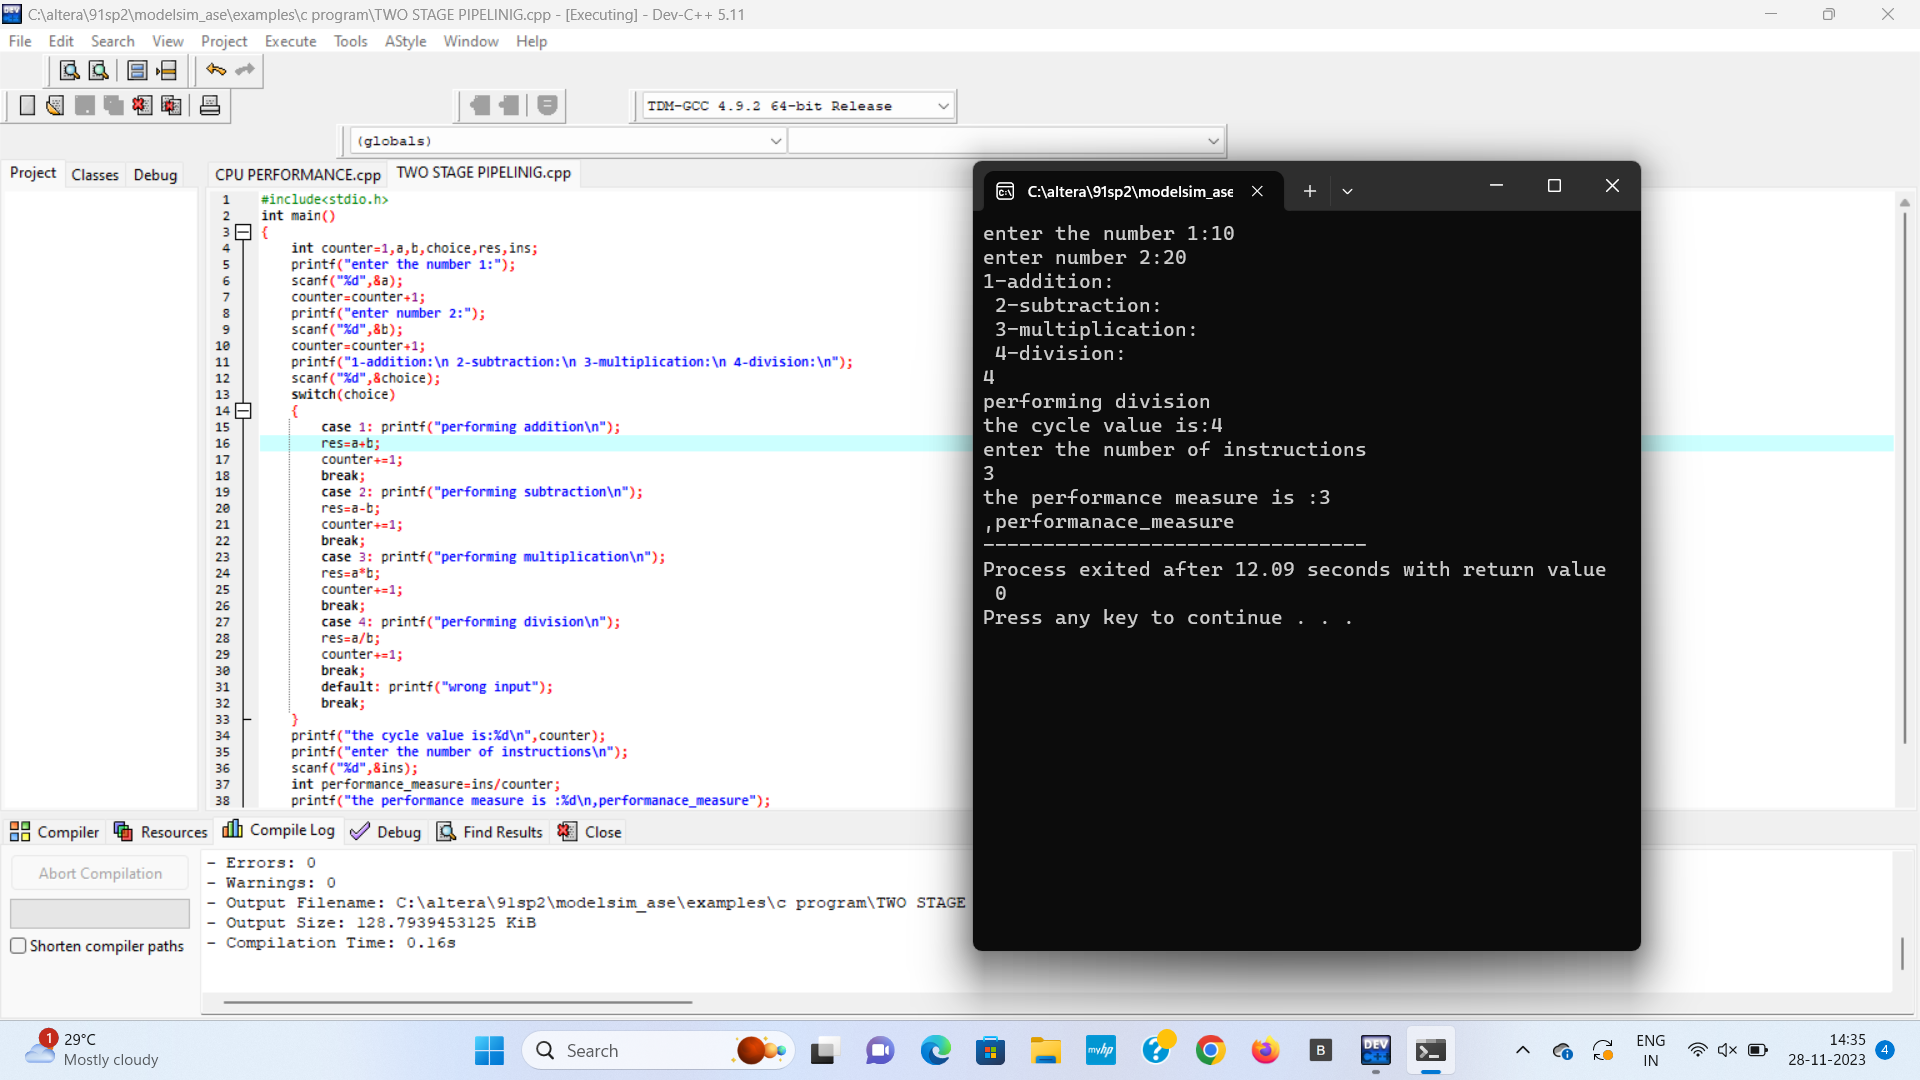 C:\altera\91sp2\modelsim_ase\examples\c program\TWO STAGE PIPELINIG.cpp - [Executing] - Dev-C++ 5.11
File Edit Search View Project Execute Tools AStyle Window Help
TDM-GCC 4.9.2 64-bit Release
(globals)
Project Classes Debug
CPU PERFORMANCE.cpp TWO STAGE PIPELINIG.cpp
1 #include<stdio.h>
2 int main()
3 {
4 int counter=1,a,b,choice,res,ins;
5 printf("enter the number 1:");
6 scanf("%d",&a);
7 counter=counter+1;
8 printf("enter number 2:");
9 scanf("%d",&b);
10 counter=counter+1;
11 printf("1-addition:\n 2-subtraction:\n 3-multiplication:\n 4-division:\n");
12 scanf("%d",&choice);
13 switch(choice)
14 {
15 case 1: printf("performing addition\n");
16 res=a+b;
17 counter+=1;
18 break;
19 case 2: printf("performing subtraction\n");
20 res=a-b;
21 counter+=1;
22 break;
23 case 3: printf("performing multiplication\n");
24 res=a*b;
25 counter+=1;
26 break;
27 case 4: printf("performing division\n");
28 res=a/b;
29 counter+=1;
30 break;
31 default: printf("wrong input");
32 break;
33 }
34 printf("the cycle value is:%d\n",counter);
35 printf("enter the number of instructions\n");
36 scanf("%d",&ins);
37 int performance_measure=ins/counter;
38 printf("the performance measure is :%d\n,performanace_measure");
C:\altera\91sp2\modelsim_ase
enter the number 1:10
enter number 2:20
1-addition:
2-subtraction:
3-multiplication:
4-division:
4
performing division
the cycle value is:4
enter the number of instructions
3
the performance measure is :3
,performanace_measure
--------------------------------
Process exited after 12.09 seconds with return value
0
Press any key to continue . . .
Compiler Resources Compile Log Debug Find Results Close
Abort Compilation
Shorten compiler paths
- Errors: 0
- Warnings: 0
- Output Filename: C:\altera\91sp2\modelsim_ase\examples\c program\TWO STAGE
- Output Size: 128.7939453125 KiB
- Compilation Time: 0.16s
1
29°C
Mostly cloudy
Search
myhp
B
DEV C++
ENG
IN
14:35
28-11-2023
4